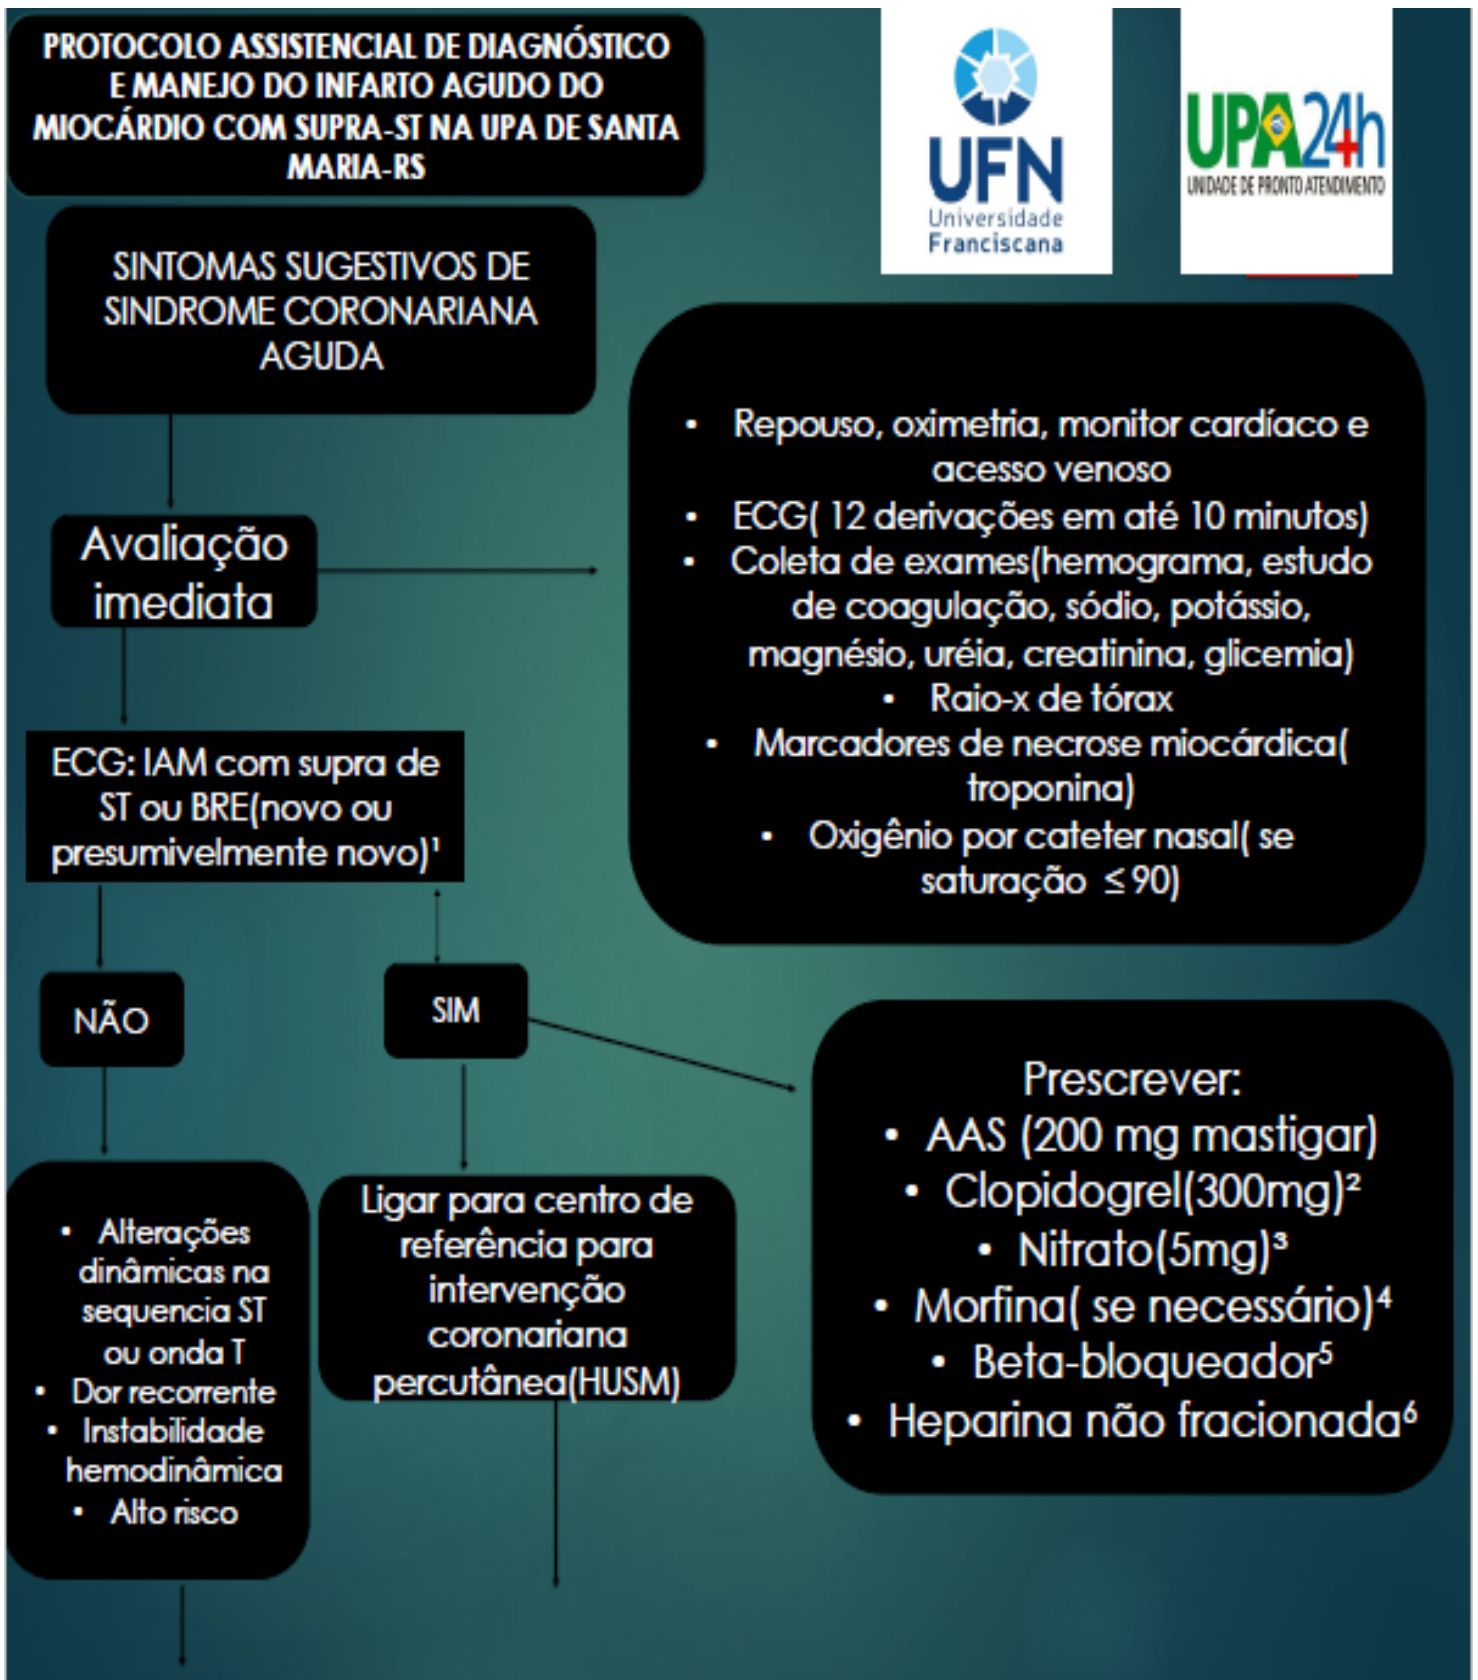 PROTOCOLO ASSISTENCIAL DE DIAGNÓSTICO
E MANEJO DO INFARTO AGUDO DO
MIOCÁRDIO COM SUPRA-ST NA UPA DE SANTA
MARIA-RS
UFN
Universidade
Franciscana
UPA24h
UNIDADE DE PRONTO ATENDIMENTO
SINTOMAS SUGESTIVOS DE
SINDROME CORONARIANA
AGUDA
• Repouso, oximetria, monitor cardíaco e
acesso venoso
• ECG( 12 derivações em até 10 minutos)
• Coleta de exames(hemograma, estudo
de coagulação, sódio, potássio,
magnésio, uréia, creatinina, glicemia)
• Raio-x de tórax
• Marcadores de necrose miocárdica(
troponina)
• Oxigênio por cateter nasal( se
saturação ≤ 90)
Avaliação
imediata
ECG: IAM com supra de
ST ou BRE(novo ou
presumivelmente novo)¹
NÃO
SIM
Prescrever:
• AAS (200 mg mastigar)
• Clopidogrel(300mg)²
• Nitrato(5mg)³
• Morfina( se necessário)⁴
• Beta-bloqueador⁵
• Heparina não fracionada⁶
• Alterações
dinâmicas na
sequencia ST
ou onda T
• Dor recorrente
• Instabilidade
hemodinâmica
• Alto risco
Ligar para centro de
referência para
intervenção
coronariana
percutânea(HUSM)